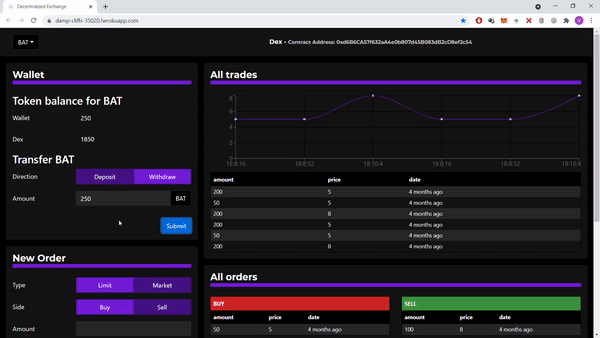 Decentralized Exchange
damp-cliffs-35020.herokuapp.com
BAT
Dex - Contract Address: 0xd6B6CA57f632aA4e0b807d45B083dB2cD8ef2c54
Wallet
Token balance for BAT
Wallet 250
Dex 1850
Transfer BAT
Direction Deposit Withdraw
Amount 250 BAT
Submit
New Order
Type Limit Market
Side Buy Sell
Amount
All trades
8
6
4
2
0
18:8:16 18:8:52 18:10:4 18:8:16 18:8:52 18:10:4
amount price date
200 5 4 months ago
50 5 4 months ago
200 8 4 months ago
200 5 4 months ago
50 5 4 months ago
200 8 4 months ago
All orders
BUY
amount price date
50 5 4 months ago
SELL
amount price date
100 8 4 months ago